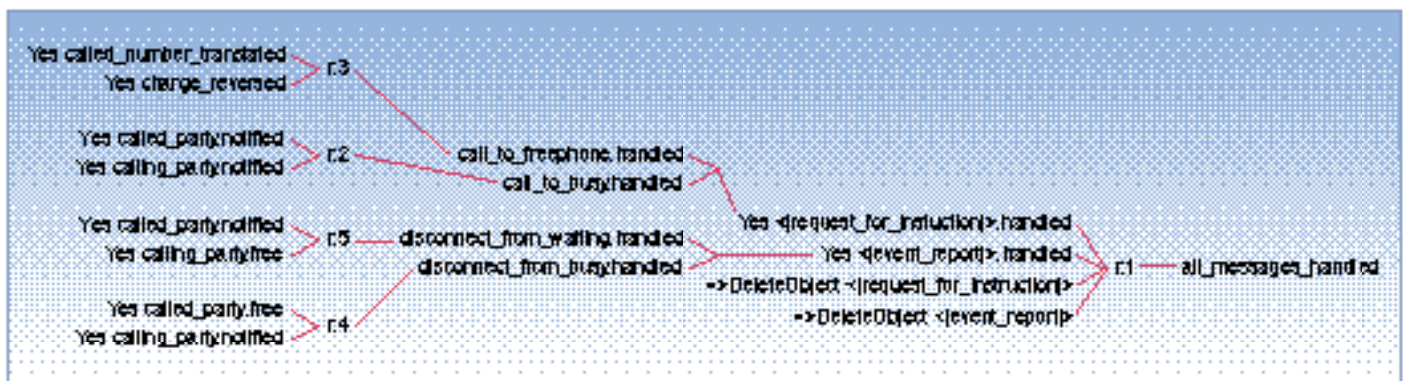 Yes called_number_translated
Yes charge_reversed
r.3
Yes called_party.notified
Yes calling_party.notified
r.2
call_to_freephone.handled
call_to_busy.handled
Yes <|request_for_instuction|>.handled
Yes called_party.notified
Yes calling_party.free
r.5
disconnect_from_waiting.handled
disconnect_from_busy.handled
Yes <|event_report|>.handled
=>DeleteObject <|request_for_instruction|>
=>DeleteObject <|event_report|>
r.1
all_messages_handled
Yes called_party.free
Yes calling_party.notified
r.4